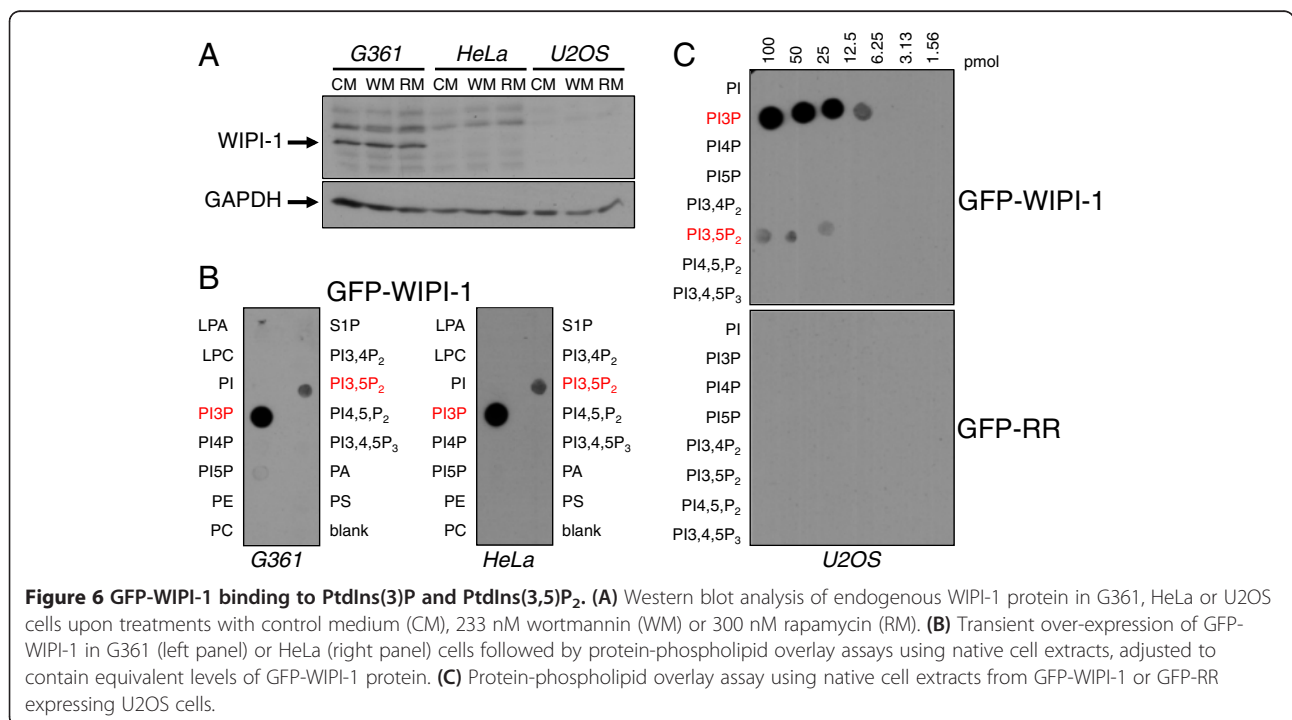 A
G361 HeLa U2OS
CM WM RM CM WM RM CM WM RM
WIPI-1
GAPDH
B
GFP-WIPI-1
LPA
LPC
PI
PI3P
PI4P
PI5P
PE
PC
S1P
PI3,4P2
PI3,5P2
PI4,5,P2
PI3,4,5P3
PA
PS
blank
G361
LPA
LPC
PI
PI3P
PI4P
PI5P
PE
PC
S1P
PI3,4P2
PI3,5P2
PI4,5,P2
PI3,4,5P3
PA
PS
blank
HeLa
C
100 50 25 12.5 6.25 3.13 1.56 pmol
PI
PI3P
PI4P
PI5P
PI3,4P2
PI3,5P2
PI4,5,P2
PI3,4,5P3
GFP-WIPI-1
PI
PI3P
PI4P
PI5P
PI3,4P2
PI3,5P2
PI4,5,P2
PI3,4,5P3
GFP-RR
U2OS
Figure 6 GFP-WIPI-1 binding to PtdIns(3)P and PtdIns(3,5)P2. (A) Western blot analysis of endogenous WIPI-1 protein in G361, HeLa or U2OS
cells upon treatments with control medium (CM), 233 nM wortmannin (WM) or 300 nM rapamycin (RM). (B) Transient over-expression of GFP-
WIPI-1 in G361 (left panel) or HeLa (right panel) cells followed by protein-phospholipid overlay assays using native cell extracts, adjusted to
contain equivalent levels of GFP-WIPI-1 protein. (C) Protein-phospholipid overlay assay using native cell extracts from GFP-WIPI-1 or GFP-RR
expressing U2OS cells.